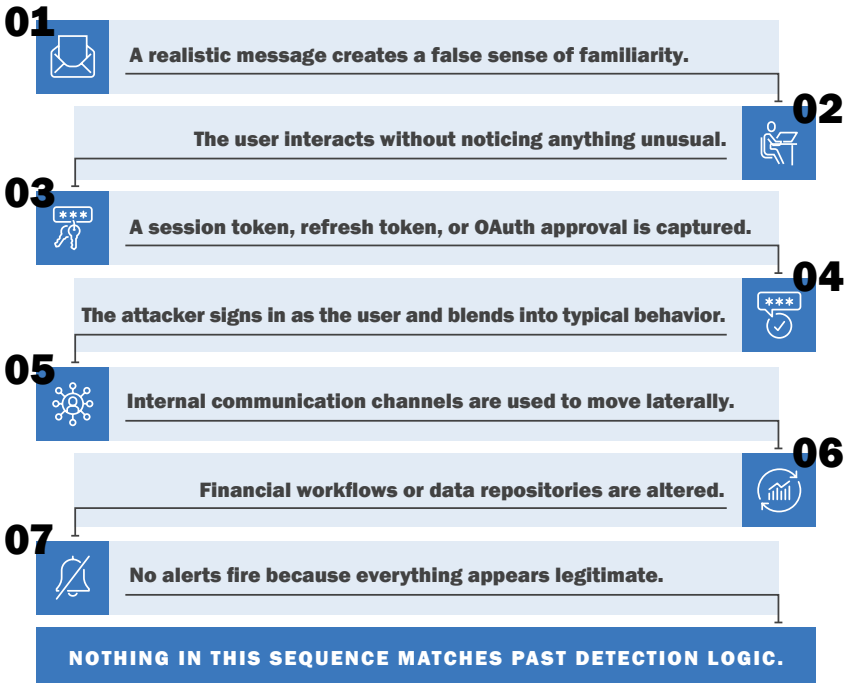 01
A realistic message creates a false sense of familiarity.
02
The user interacts without noticing anything unusual.
03
***
A session token, refresh token, or OAuth approval is captured.
04
***
The attacker signs in as the user and blends into typical behavior.
05
Internal communication channels are used to move laterally.
06
Financial workflows or data repositories are altered.
07
No alerts fire because everything appears legitimate.
NOTHING IN THIS SEQUENCE MATCHES PAST DETECTION LOGIC.